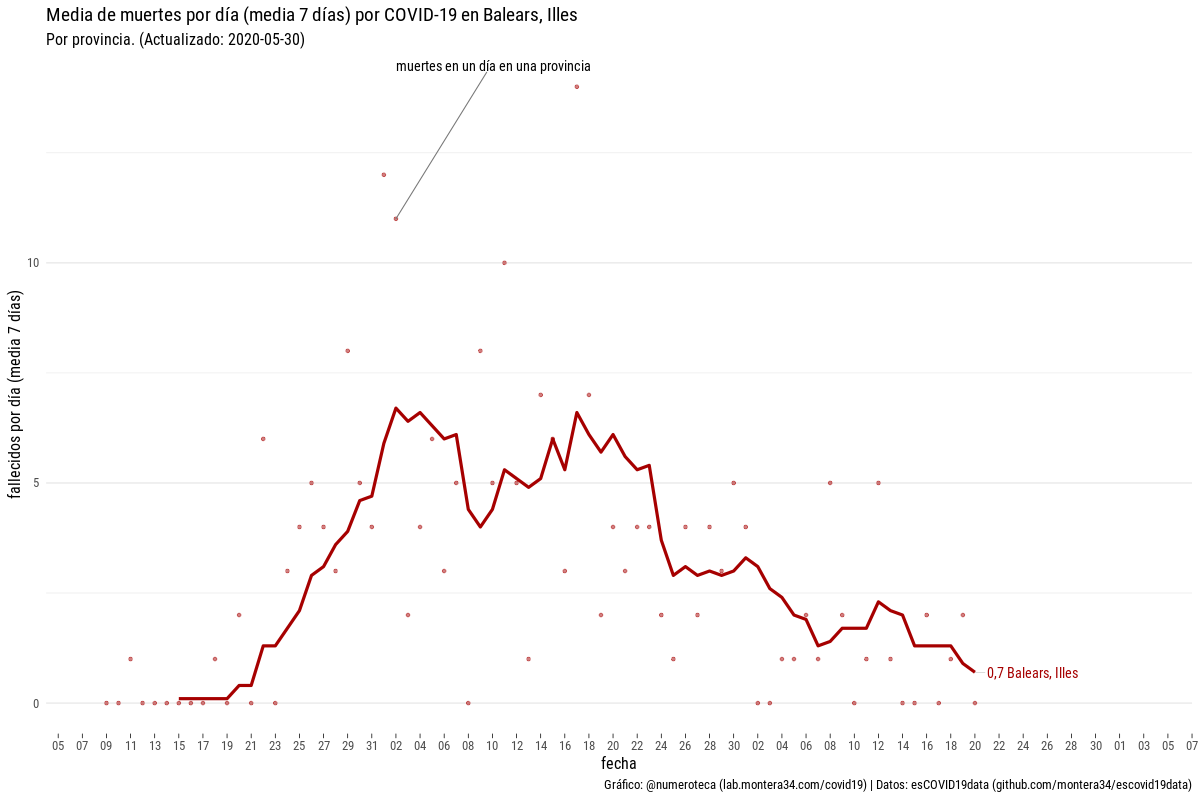 Media de muertes por día (media 7 días) por COVID-19 en Balears, Illes
Por provincia. (Actualizado: 2020-05-30)
muertes en un día en una provincia
10
5
0
fallecidos por día (media 7 días)
0,7 Balears, Illes
05 07 09 11 13 15 17 19 21 23 25 27 29 31 02 04 06 08 10 12 14 16 18 20 22 24 26 28 30 02 04 06 08 10 12 14 16 18 20 22 24 26 28 30 01 03 05 07
fecha
Gráfico: @numeroteca (lab.montera34.com/covid19) | Datos: esCOVID19data (github.com/montera34/escovid19data)